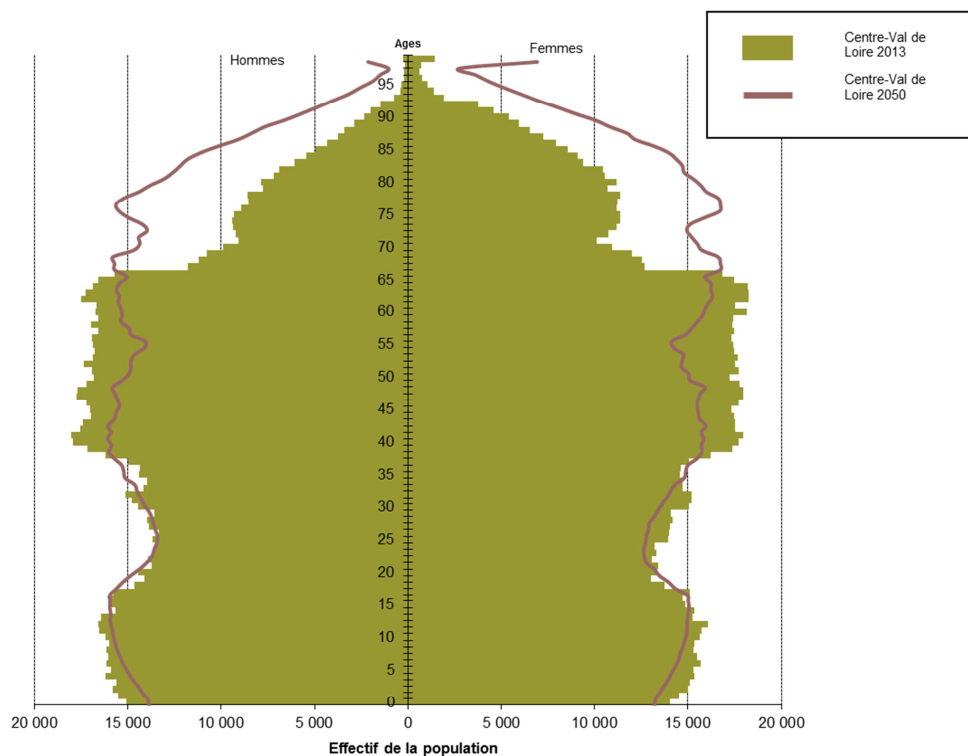 Ages
Hommes
Femmes
Centre-Val de
Loire 2013
Centre-Val de
Loire 2050
95
90
85
80
75
70
65
60
55
50
45
40
35
30
25
20
15
10
5
0
20 000 15 000 10 000 5 000 0 5 000 10 000 15 000 20 000
Effectif de la population